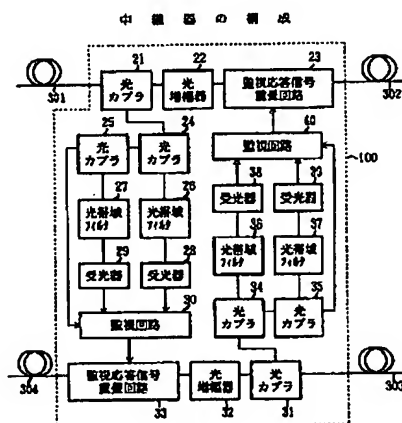 中継器の構成
21
22
23
301
光
カプラ
光
増幅器
監視応答信号
重畳回路
302
25
24
40
光
カプラ
光
カプラ
監視回路
100
27
26
38
39
光帯域
フィルタ
光帯域
フィルタ
受光器
受光器
36
37
29
28
光帯域
フィルタ
光帯域
フィルタ
受光器
受光器
34
35
30
光
カプラ
光
カプラ
監視回路
304
監視応答信号
重畳回路
光
増幅器
光
カプラ
303
33
32
31